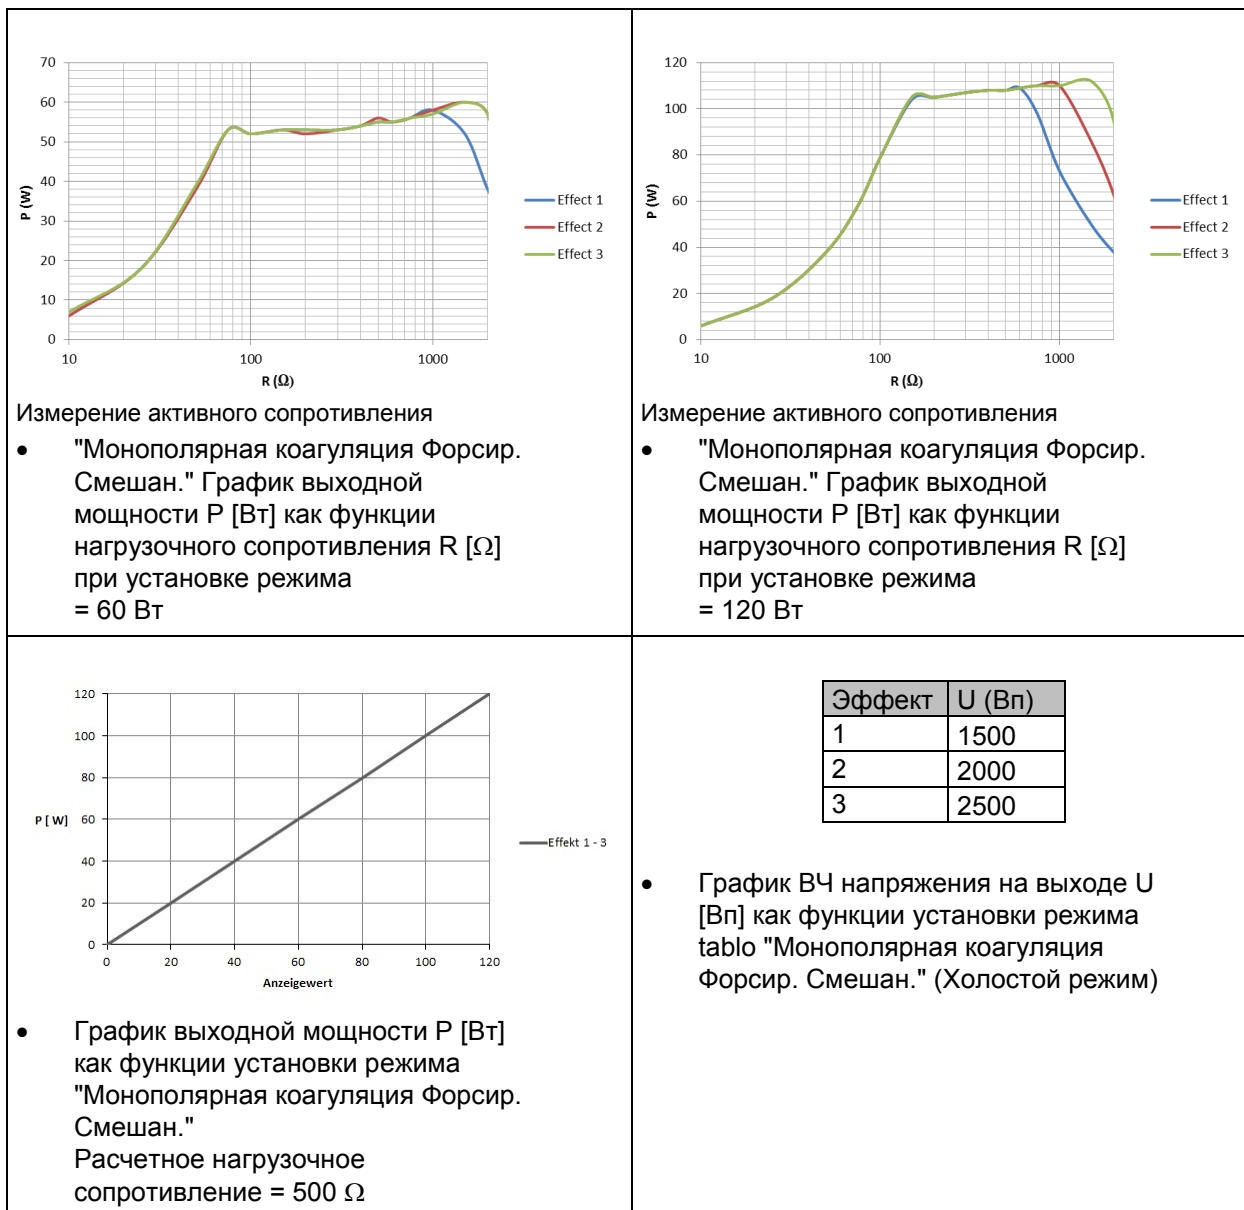 70
60
50
40
30
20
10
0
P (W)
10
100
1000
R (Ω)
Effect 1
Effect 2
Effect 3
Измерение активного сопротивления
• "Монополярная коагуляция Форсир.
Смешан." График выходной
мощности P [Вт] как функции
нагрузочного сопротивления R [Ω]
при установке режима
= 60 Вт
120
100
80
60
40
20
0
P (W)
10
100
1000
R (Ω)
Effect 1
Effect 2
Effect 3
Измерение активного сопротивления
• "Монополярная коагуляция Форсир.
Смешан." График выходной
мощности P [Вт] как функции
нагрузочного сопротивления R [Ω]
при установке режима
= 120 Вт
120
100
80
P [ W] 60
40
20
0
0 20 40 60 80 100 120
Anzeigewert
Effekt 1 - 3
• График выходной мощности P [Вт]
как функции установки режима
"Монополярная коагуляция Форсир.
Смешан."
Расчетное нагрузочное
сопротивление = 500 Ω
Эффект U (Вп)
1 1500
2 2000
3 2500
• График ВЧ напряжения на выходе U
[Вп] как функции установки режима
tablo "Монополярная коагуляция
Форсир. Смешан." (Холостой режим)